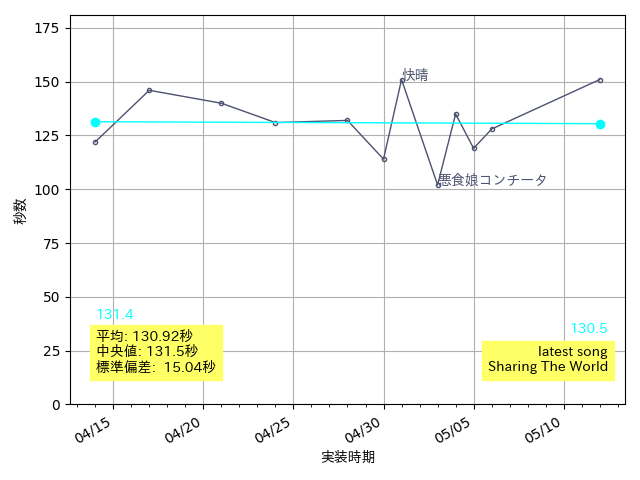 175
150
125
100
75
50
25
0
秒数
快晴
悪食娘コンチータ
131.4
平均: 130.92秒
中央値: 131.5秒
標準偏差: 15.04秒
130.5
latest song
Sharing The World
04/15
04/20
04/25
04/30
05/05
05/10
実装時期